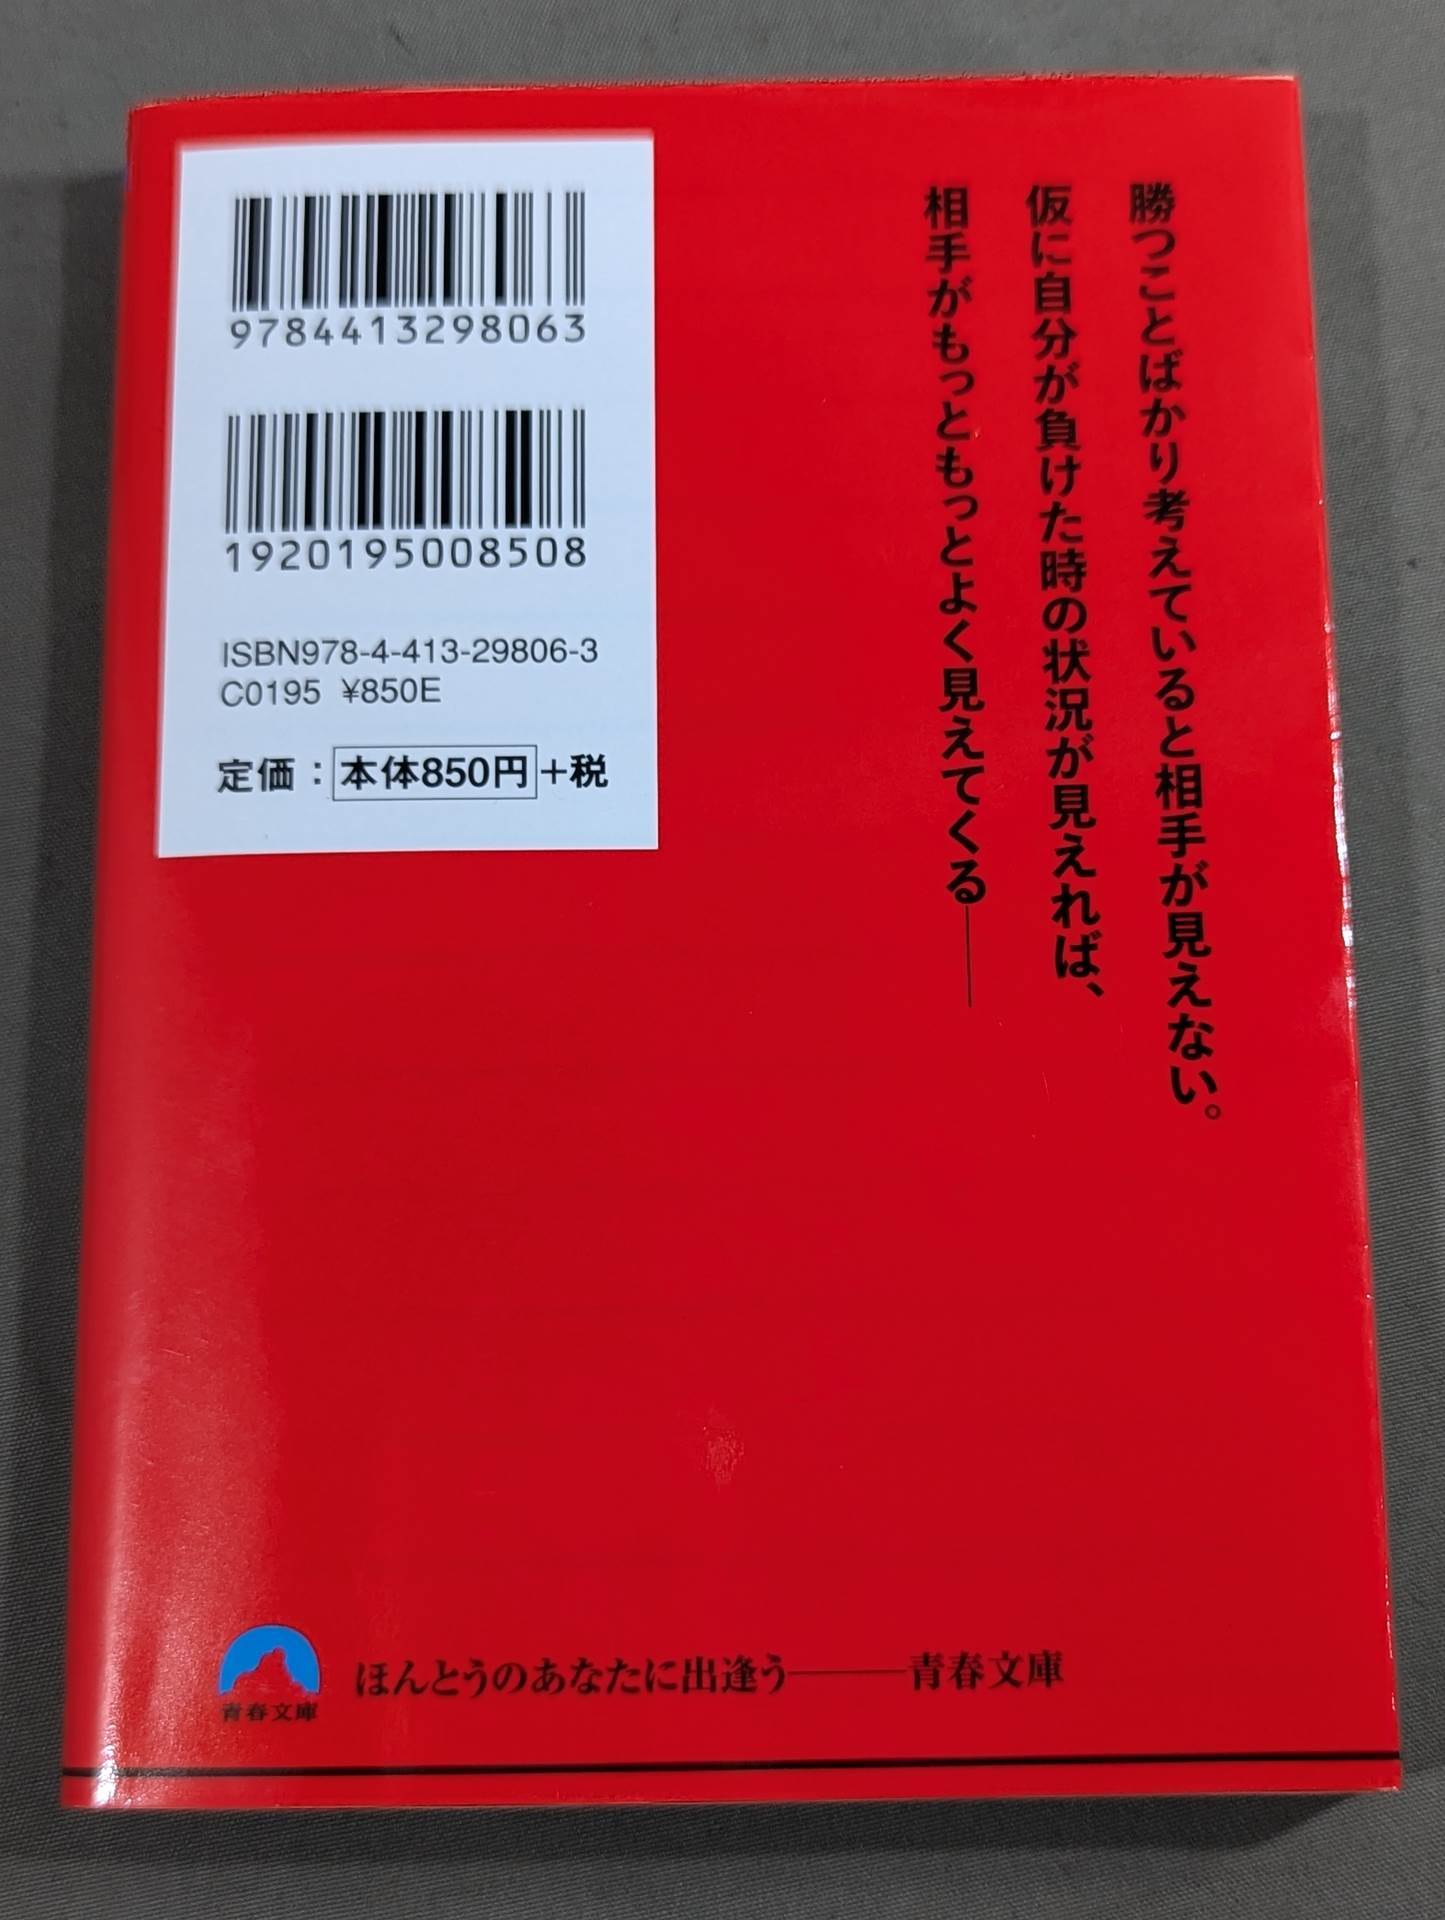 勝つことばかり考えていると相手が見えない。
仮に自分が負けた時の状況が見えれば、
相手がもっともっとよく見えてくる――
9784413298063
1920195008508
ISBN978-4-413-29806-3
C0195 ¥850E
定価：本体850円+税
青春文庫
ほんとうのあなたに出逢う――青春文庫